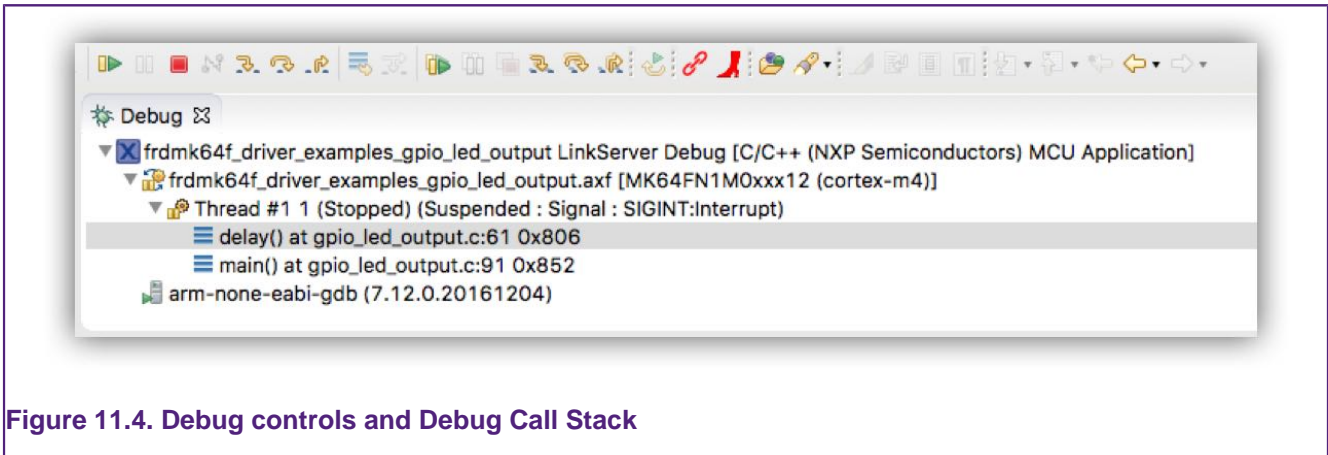 Debug
frdmk64f_driver_examples_gpio_led_output LinkServer Debug [C/C++ (NXP Semiconductors) MCU Application]
frdmk64f_driver_examples_gpio_led_output.axf [MK64FN1M0xxx12 (cortex-m4)]
Thread #1 1 (Stopped) (Suspended : Signal : SIGINT:Interrupt)
delay() at gpio_led_output.c:61 0x806
main() at gpio_led_output.c:91 0x852
arm-none-eabi-gdb (7.12.0.20161204)
Figure 11.4. Debug controls and Debug Call Stack